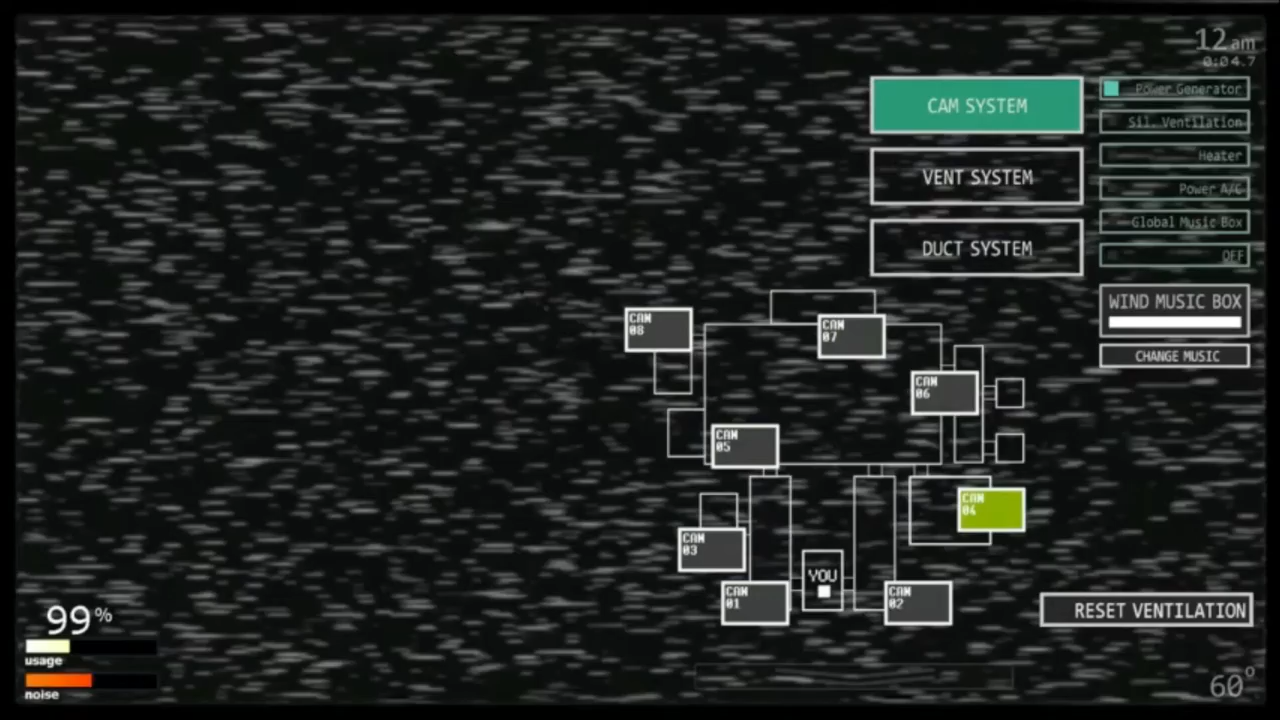 12 am
0:04.7
CAM SYSTEM
VENT SYSTEM
DUCT SYSTEM
Power Generator
Sil. Ventilation
Heater
Power A/C
Global Music Box
OFF
WIND MUSIC BOX
CHANGE MUSIC
CAM
08
CAM
07
CAM
06
CAM
05
CAM
04
CAM
03
YOU
CAM
01
CAM
02
RESET VENTILATION
99%
usage
noise
60°